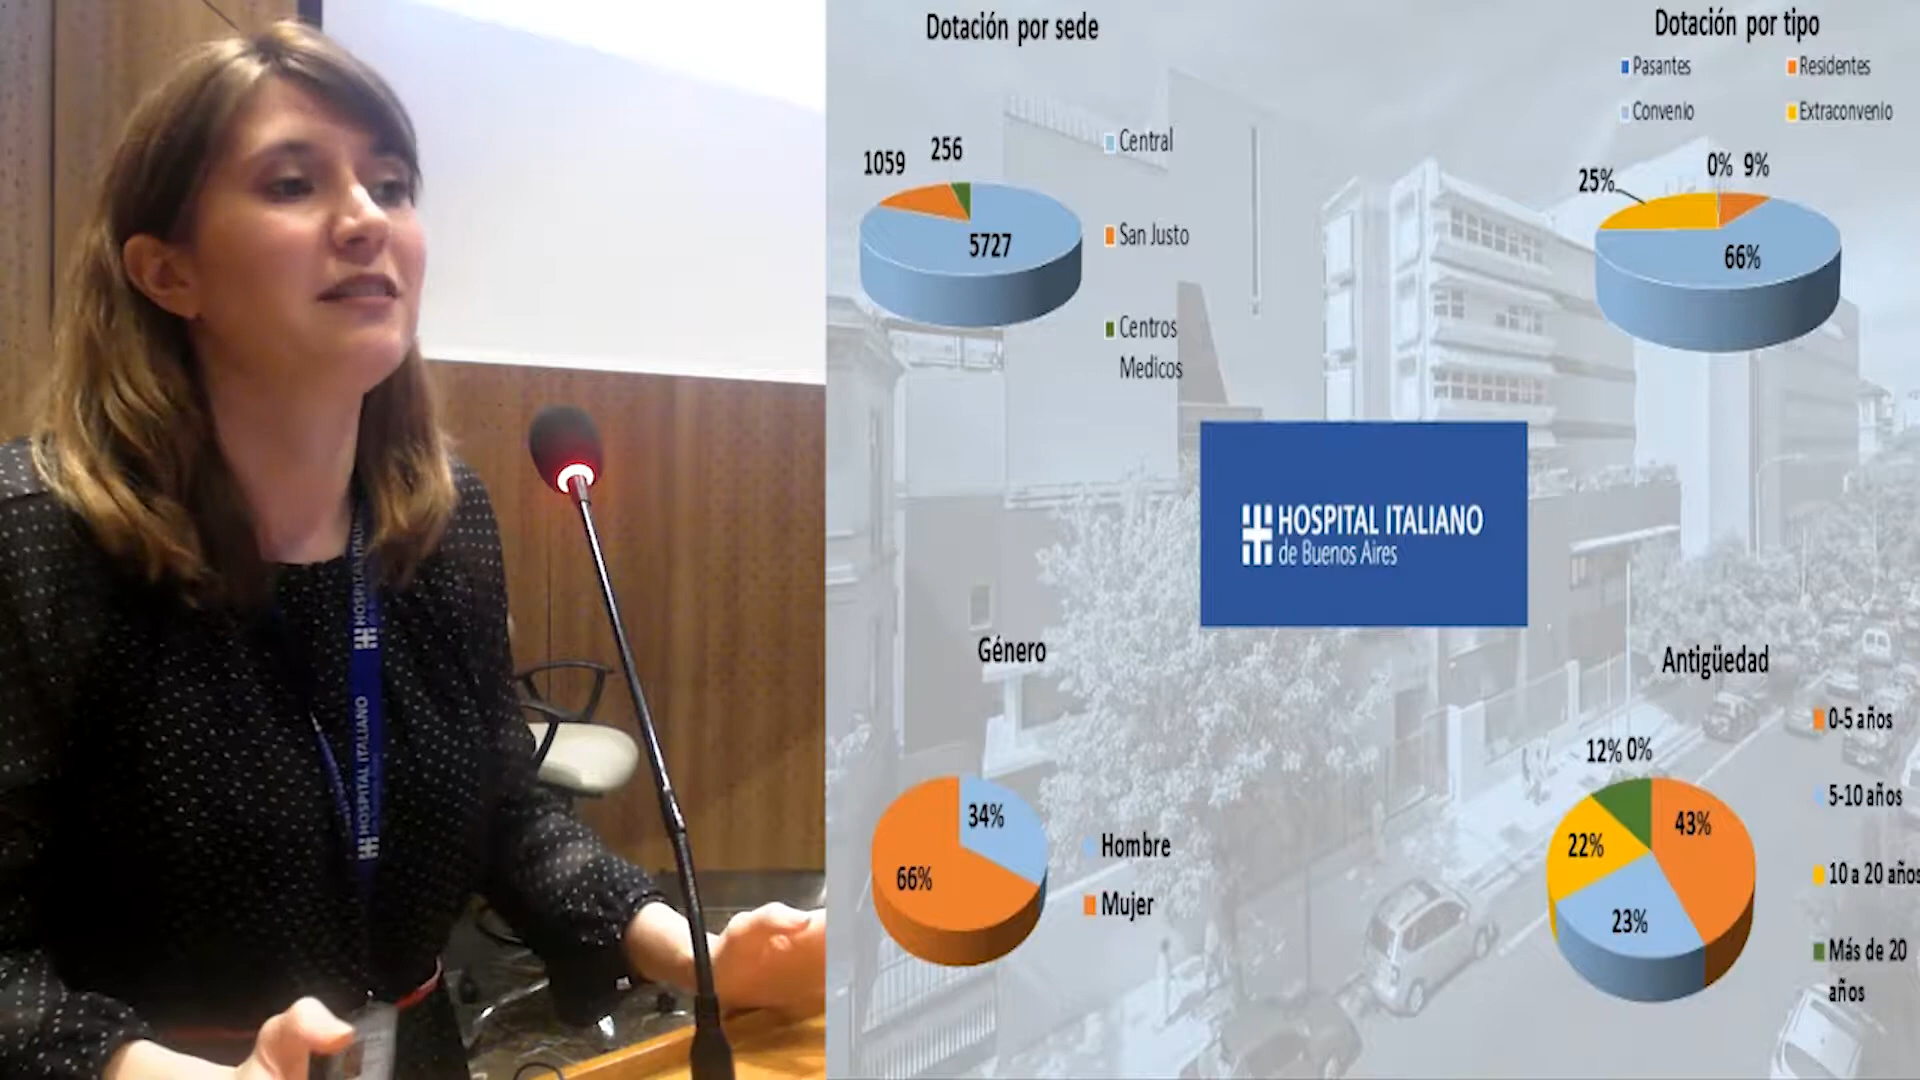 Dotación por sede
1059
256
5727
Central
San Justo
Centros
Medicos
Dotación por tipo
Pasantes
Residentes
Convenio
Extraconvenio
25%
0%
9%
66%
HOSPITAL ITALIANO
de Buenos Aires
Género
34%
66%
Hombre
Mujer
Antigüedad
12%
0%
43%
22%
23%
0-5 años
5-10 años
10 a 20 años
Más de 20
años
HOSPITAL ITALIANO
HOSPITAL ITALIANO